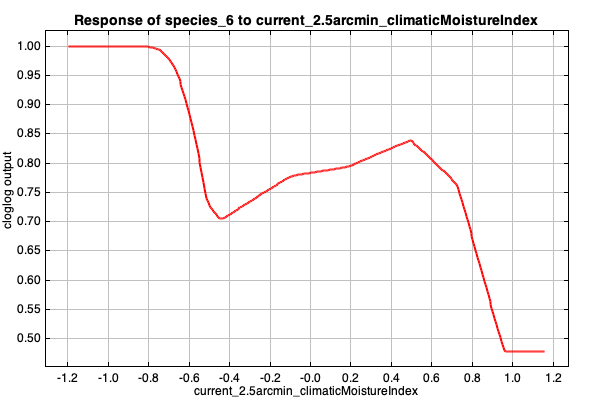 Response of species_6 to current_2.5arcmin_climaticMoistureIndex
cloglog output
1.00
0.95
0.90
0.85
0.80
0.75
0.70
0.65
0.60
0.55
0.50
-1.2 -1.0 -0.8 -0.6 -0.4 -0.2 -0.0 0.2 0.4 0.6 0.8 1.0 1.2
current_2.5arcmin_climaticMoistureIndex